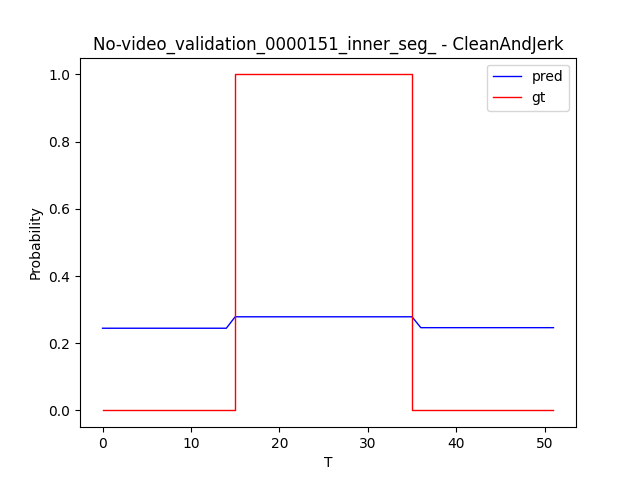 No-video_validation_0000151_inner_seg_ - CleanAndJerk
pred
gt
1.0
0.8
0.6
0.4
0.2
0.0
Probability
0 10 20 30 40 50
T